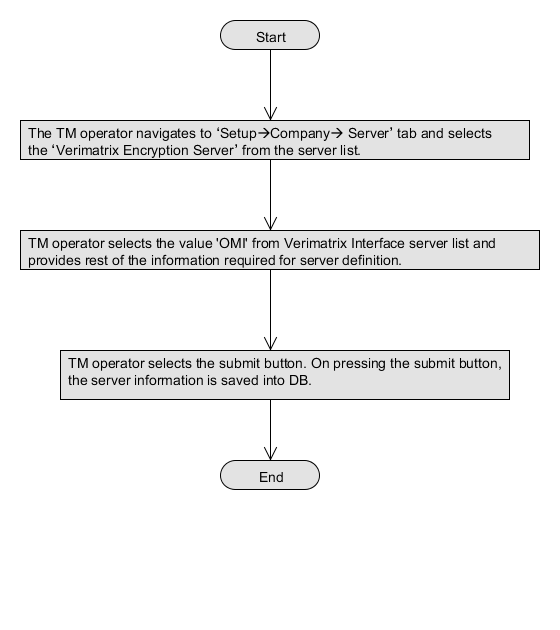 Start
The TM operator navigates to ‘Setup→Company→ Server’ tab and selects
the ‘Verimatrix Encryption Server’ from the server list.
TM operator selects the value 'OMI' from Verimatrix Interface server list and
provides rest of the information required for server definition.
TM operator selects the submit button. On pressing the submit button,
the server information is saved into DB.
End